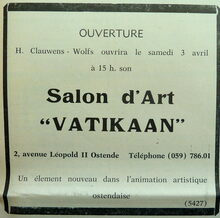 OUVERTURE
H. Clauwens - Wolfs ouvrira le samedi 3 avril
à 15 h. son
Salon d'Art
"VATIKAAN"
2, avenue Léopold II Ostende Téléphone (059) 786.01
Un élement nouveau dans l'animation artistique
ostendaise
(5427)